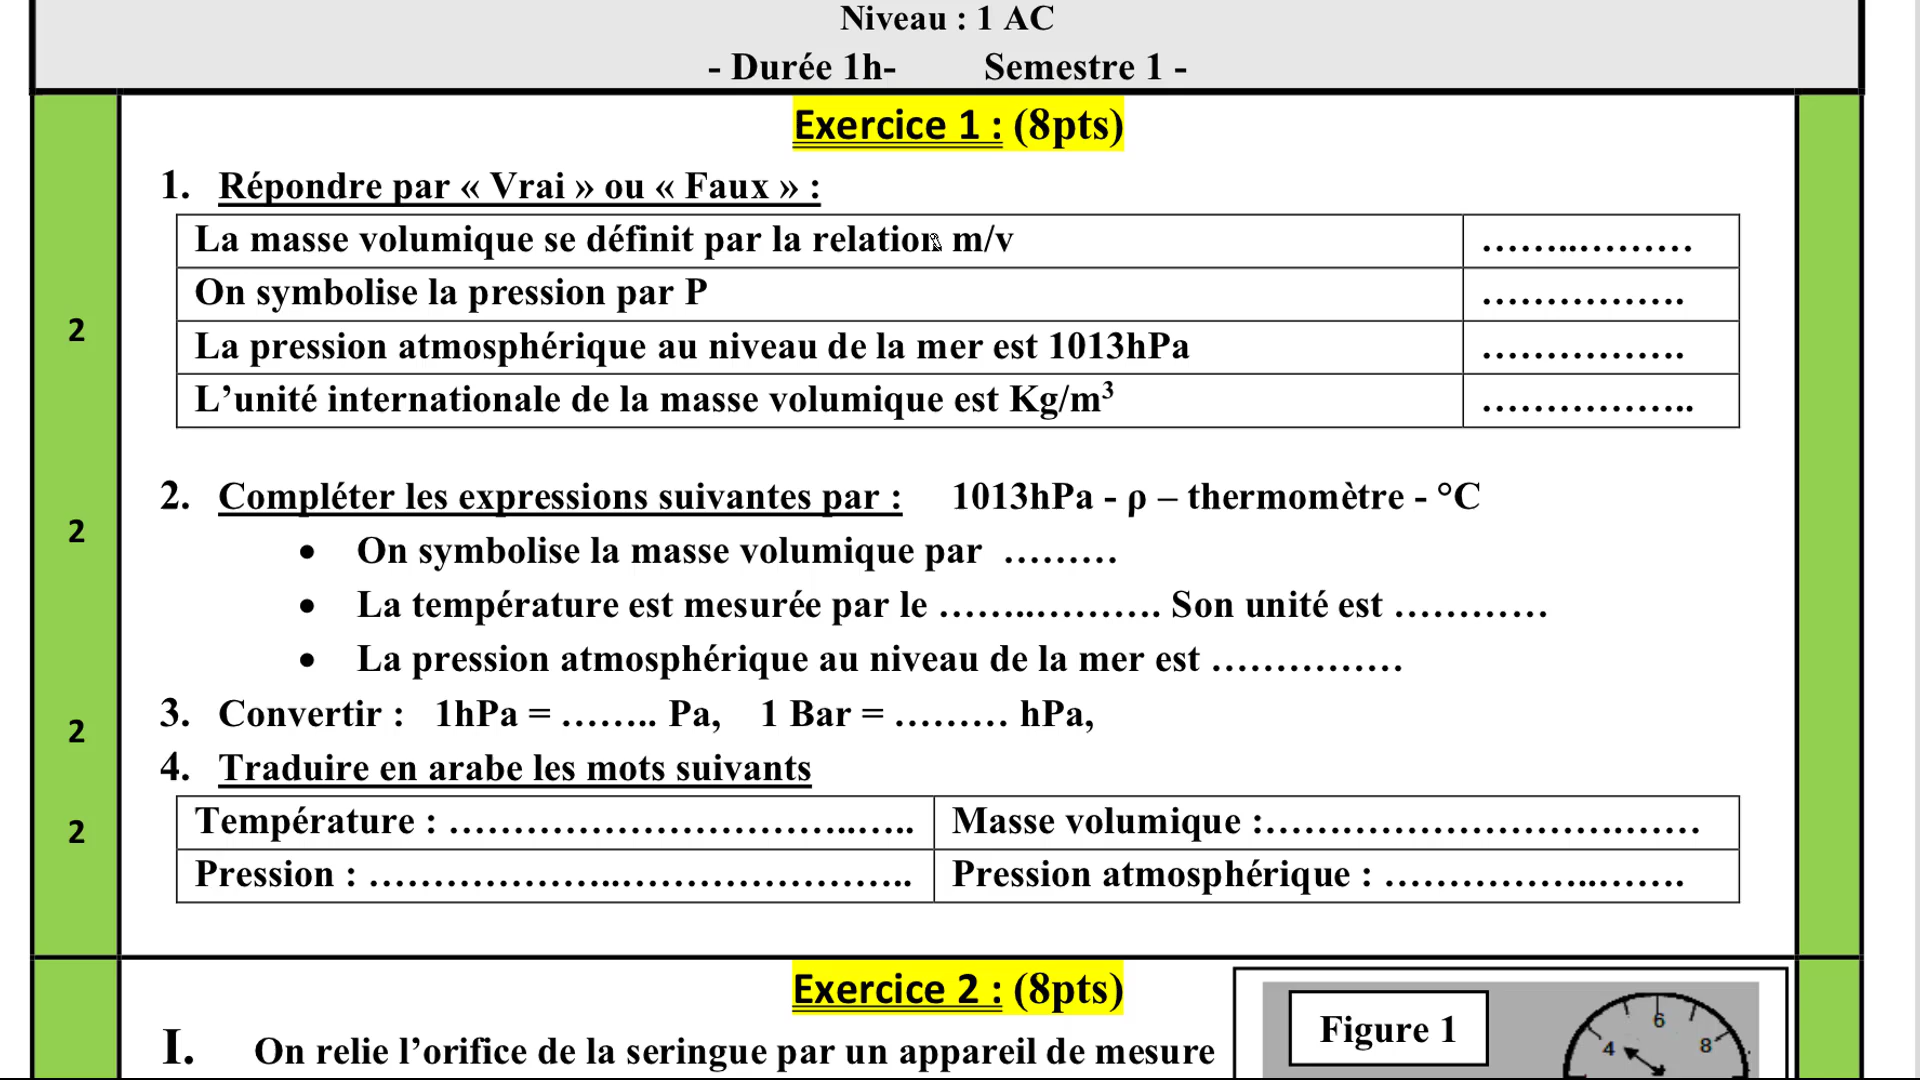 Niveau : 1 AC
- Durée 1h- Semestre 1 -
Exercice 1 : (8pts)
1. Répondre par « Vrai » ou « Faux » :
La masse volumique se définit par la relation m/v ……..………
On symbolise la pression par P …………….
2
La pression atmosphérique au niveau de la mer est 1013hPa …………….
L’unité internationale de la masse volumique est Kg/m³ ……………..
2. Compléter les expressions suivantes par : 1013hPa - ρ – thermomètre - °C
2
• On symbolise la masse volumique par ………
• La température est mesurée par le ……..………. Son unité est …………
• La pression atmosphérique au niveau de la mer est ……………
2
3. Convertir : 1hPa = …….. Pa, 1 Bar = ……… hPa,
4. Traduire en arabe les mots suivants
2
Température : ………………………………..….. Masse volumique :…….…………………….……
Pression : …………………..…………………….. Pression atmosphérique : ………………..…….
Exercice 2 : (8pts)
Figure 1
6
4 8
I. On relie l’orifice de la seringue par un appareil de mesure